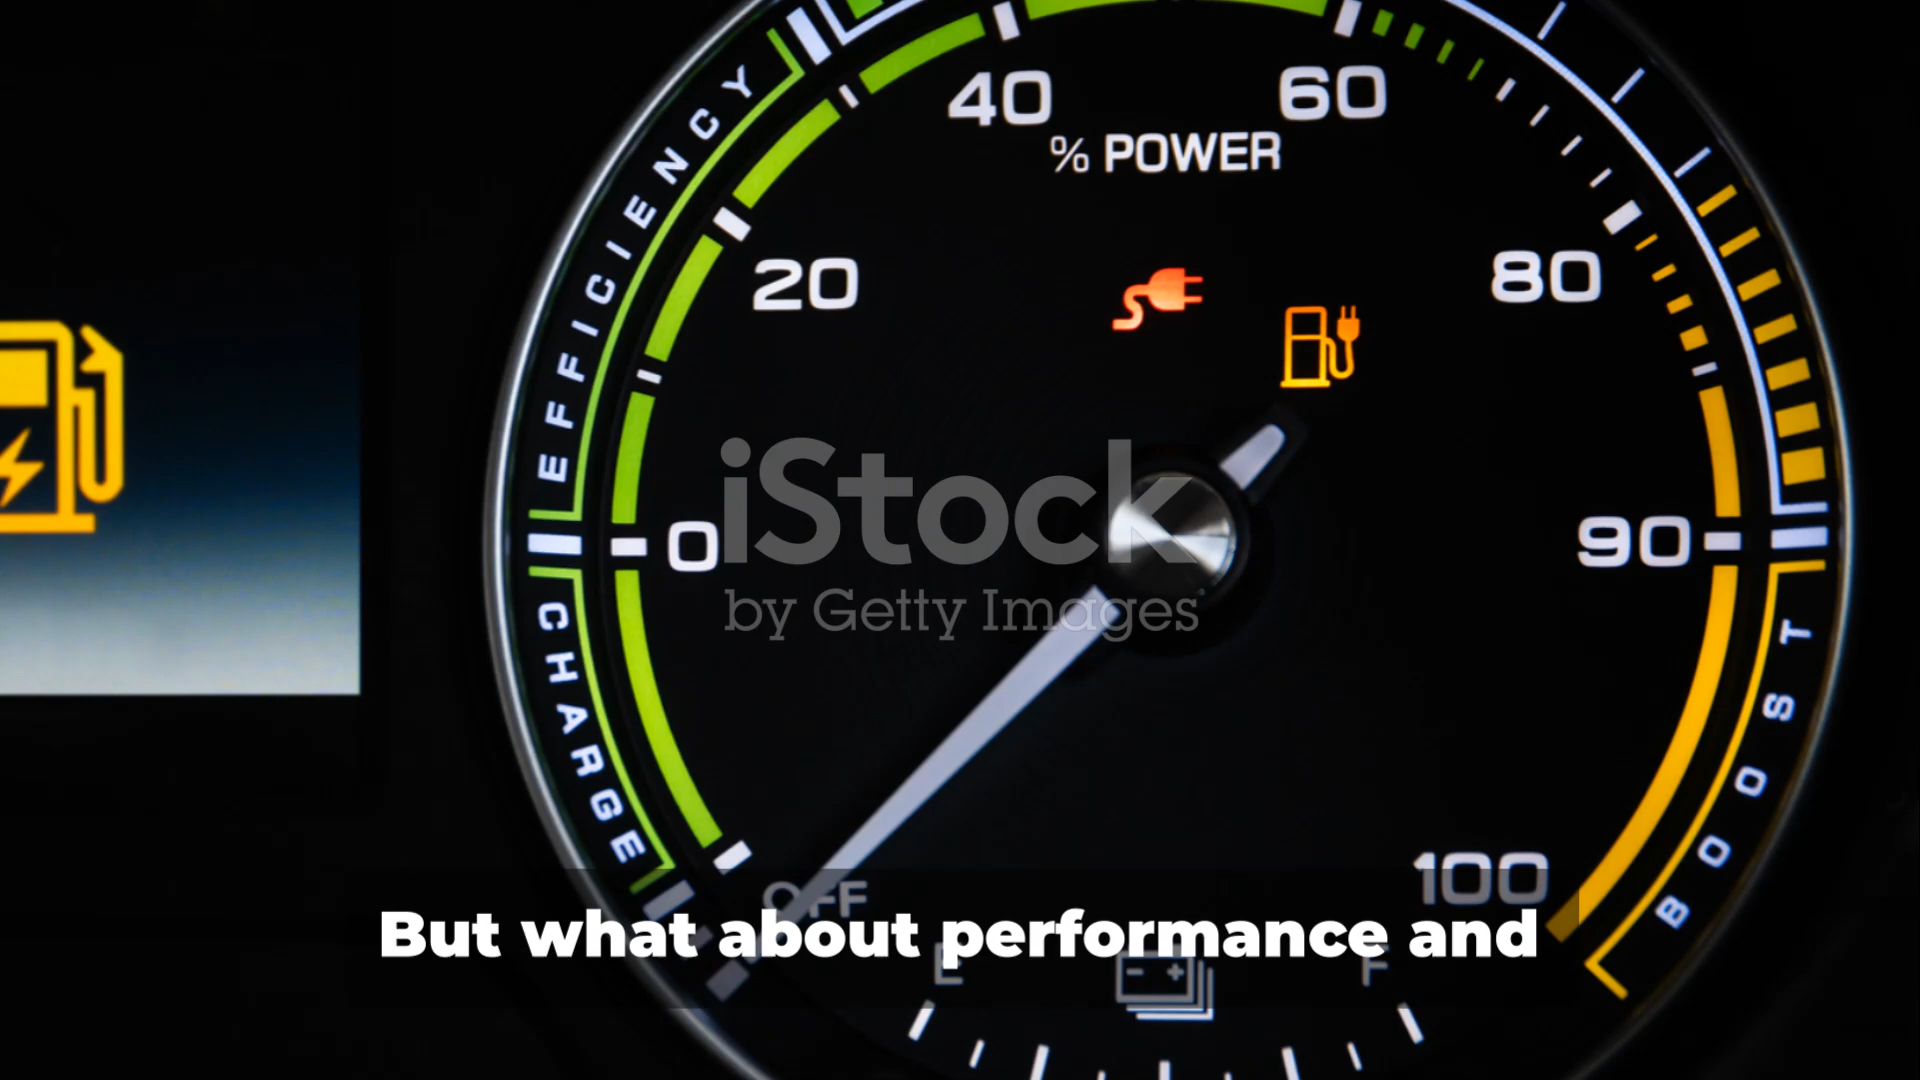 40
60
% POWER
EFFICIENCY
20
80
iStock
by Getty Images
0
90
CHARGE
BOOST
100
OFF
But what about performance and
E
F